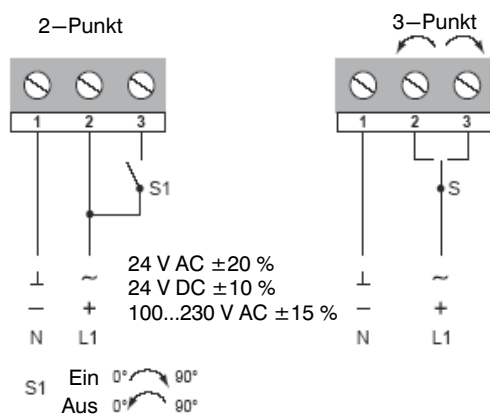 2–Punkt
3–Punkt
1 2 3
1 2 3
S1
S
⊥ ~
24 V AC ±20 %
24 V DC ±10 %
100...230 V AC ±15 %
– +
N L1
⊥ ~
– +
N L1
S1 Ein 0° 90°
Aus 0° 90°